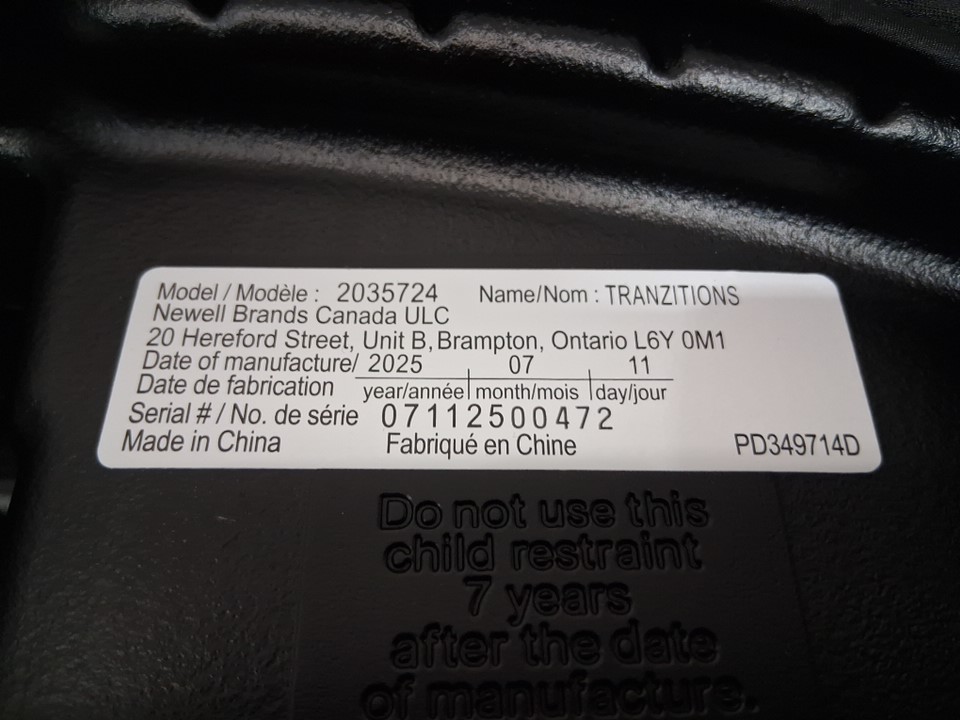 Model / Modèle : 2035724 Name/Nom : TRANZITIONS
Newell Brands Canada ULC
20 Hereford Street, Unit B, Brampton, Ontario L6Y 0M1
Date of manufacture/ 2025 07 11
Date de fabrication year/année month/mois day/jour
Serial # / No. de série 07112500472
Made in China Fabriqué en Chine PD349714D
Do not use this
child restraint
7 years
after the date
of manufacture.